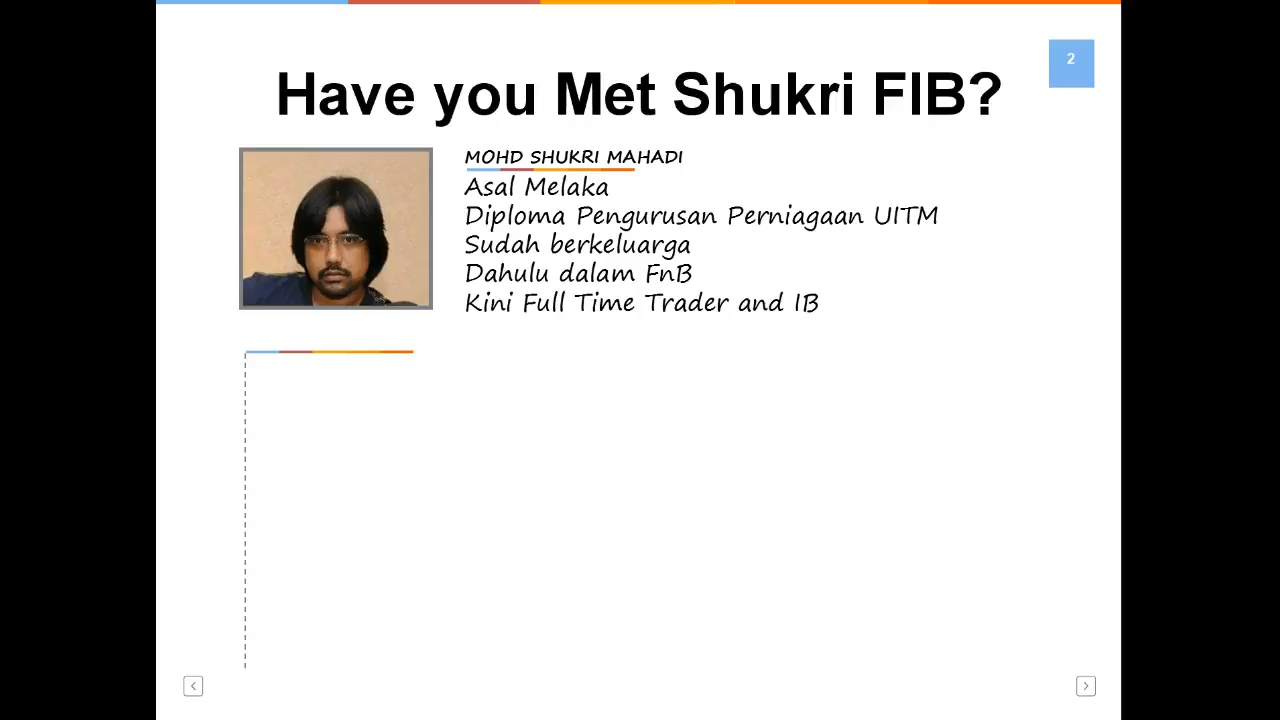 2
Have you Met Shukri FIB?
MOHD SHUKRI MAHADI
Asal Melaka
Diploma Pengurusan Perniagaan UITM
Sudah berkeluarga
Dahulu dalam FnB
Kini Full Time Trader and IB